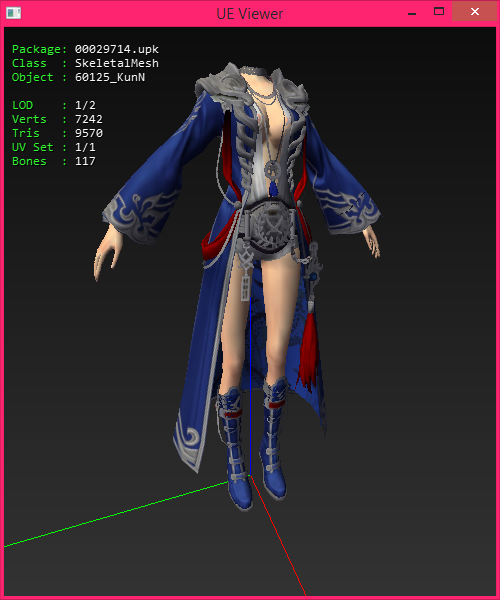 UE Viewer
Package: 00029714.upk
Class : SkeletalMesh
Object : 60125_KunN
LOD : 1/2
Verts : 7242
Tris : 9570
UV Set : 1/1
Bones : 117